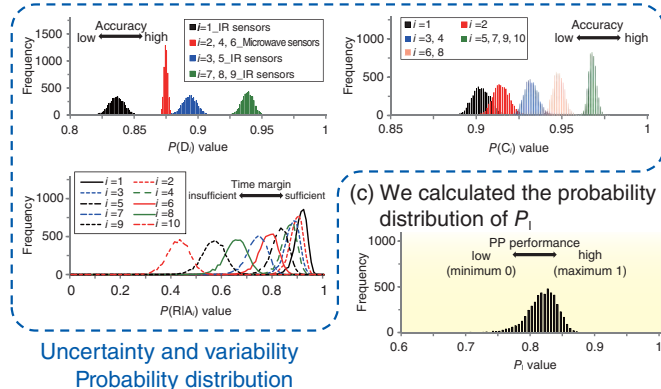 Accuracy
low high
i=1_IR sensors
i=2, 4, 6_Microwave sensors
i=3, 5_IR sensors
i=7, 8, 9_IR sensors
Frequency
1500
1000
500
0
0.8 0.85 0.9 0.95 1
P(Di) value
i=1 i=2
i=3, 4 i=5, 7, 9, 10
i=6, 8
Accuracy
low high
Frequency
1000
500
0
0.85 0.9 0.95 1
P(Ci) value
i=1 i=2
i=3 i=4
i=5 i=6
i=7 i=8
i=9 i=10
Time margin
insufficient sufficient
Frequency
1000
750
500
250
0
0 0.2 0.4 0.6 0.8 1
P(RIAi) value
(c) We calculated the probability
distribution of PI
PP performance
low high
(minimum 0) (maximum 1)
Frequency
1000
500
0
0.6 0.7 0.8 0.9 1
PI value
Uncertainty and variability
Probability distribution